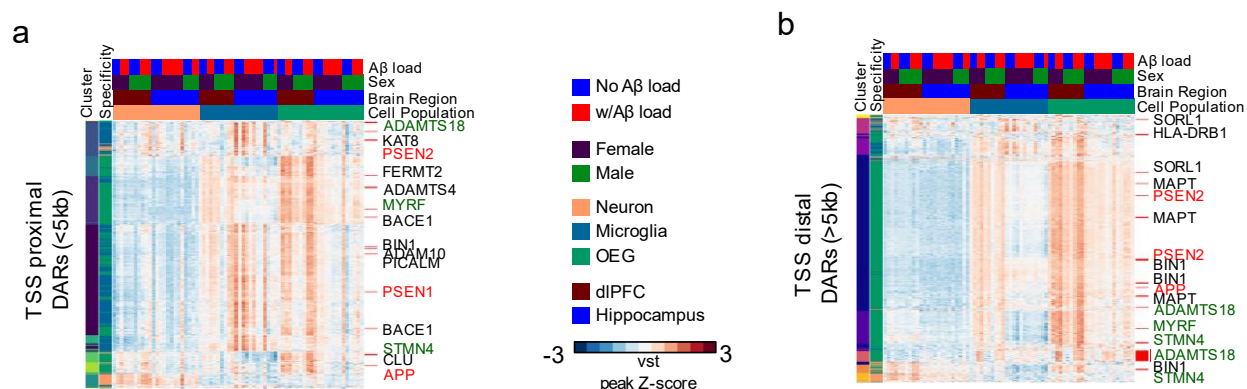 a
Cluster
Specificity
Aβ load
Sex
Brain Region
Cell Population
TSS proximal
DARs (<5kb)
ADAMTS18
KAT8
PSEN2
FERMT2
ADAMTS4
MYRF
BACE1
BIN1
ADAM10
PICALM
PSEN1
BACE1
STMN4
CLU
APP
No Aβ load
w/Aβ load
Female
Male
Neuron
Microglia
OEG
dlPFC
Hippocampus
-3
3
vst
peak Z-score
b
Cluster
Specificity
Aβ load
Sex
Brain Region
Cell Population
TSS distal
DARs (>5kb)
SORL1
HLA-DRB1
SORL1
MAPT
PSEN2
MAPT
PSEN2
BIN1
BIN1
APP
MAPT
ADAMTS18
MYRF
STMN4
ADAMTS18
BIN1
STMN4